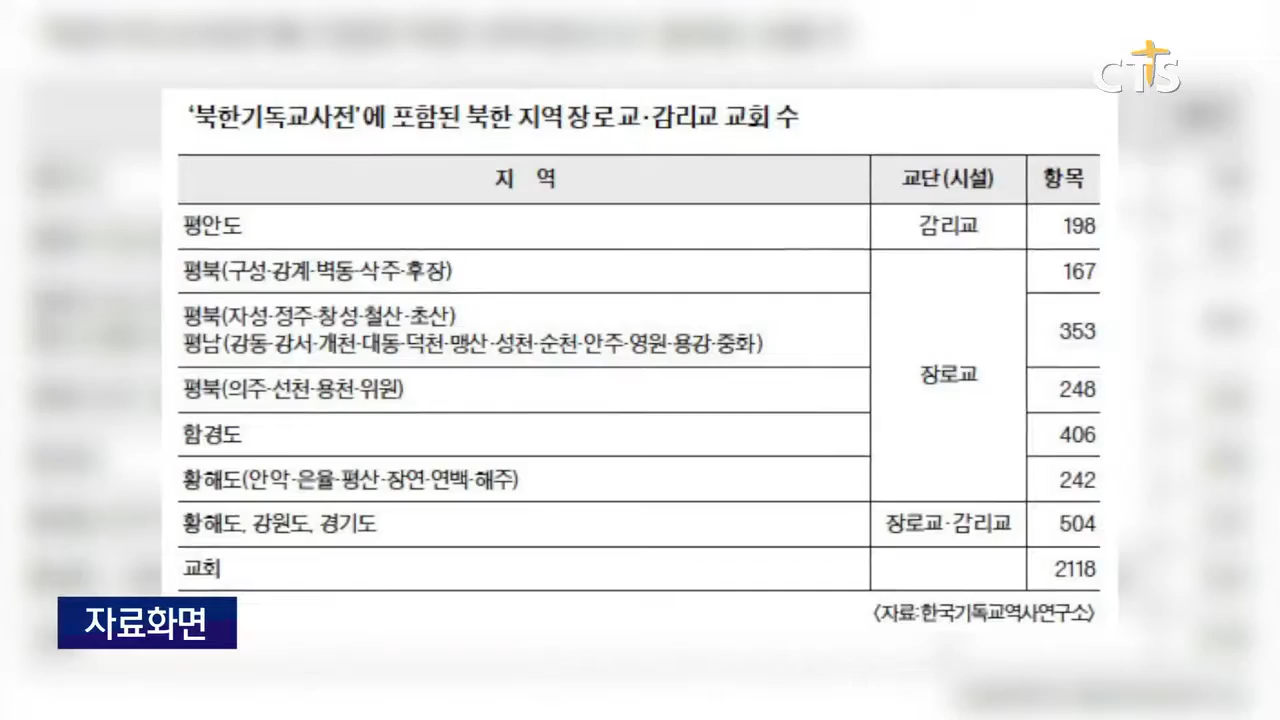 CTS
‘북한기독교사전’에 포함된 북한 지역 장로교·감리교 교회 수
지 역 교단(시설) 항목
평안도 감리교 198
평북(구성·강계·벽동·삭주·후장) 167
평북(자성·정주·창성·철산·초산)
평남(강동·강서·개천·대동·덕천·맹산·성천·순천·안주·영원·용강·중화) 353
장로교
평북(의주·선천·용천·위원) 248
함경도 406
황해도(안악·은율·평산·장연·연백·해주) 242
황해도, 강원도, 경기도 장로교·감리교 504
교회 2118
자료화면
〈자료:한국기독교역사연구소〉